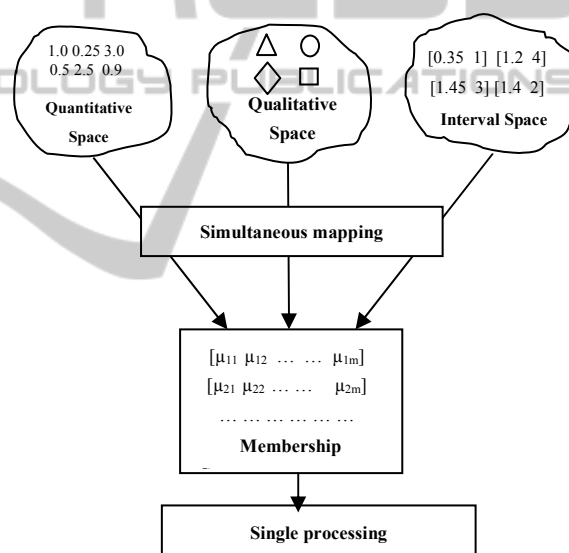 OLOGY PUBLICATIONS
1.0 0.25 3.0
0.5 2.5 0.9
Quantitative
Space
Qualitative
Space
[0.35 1] [1.2 4]
[1.45 3] [1.4 2]
Interval Space
Simultaneous mapping
[μ11 μ12 … … μ1m]
[μ21 μ22 … … μ2m]
… … … … … …
Membership
Single processing